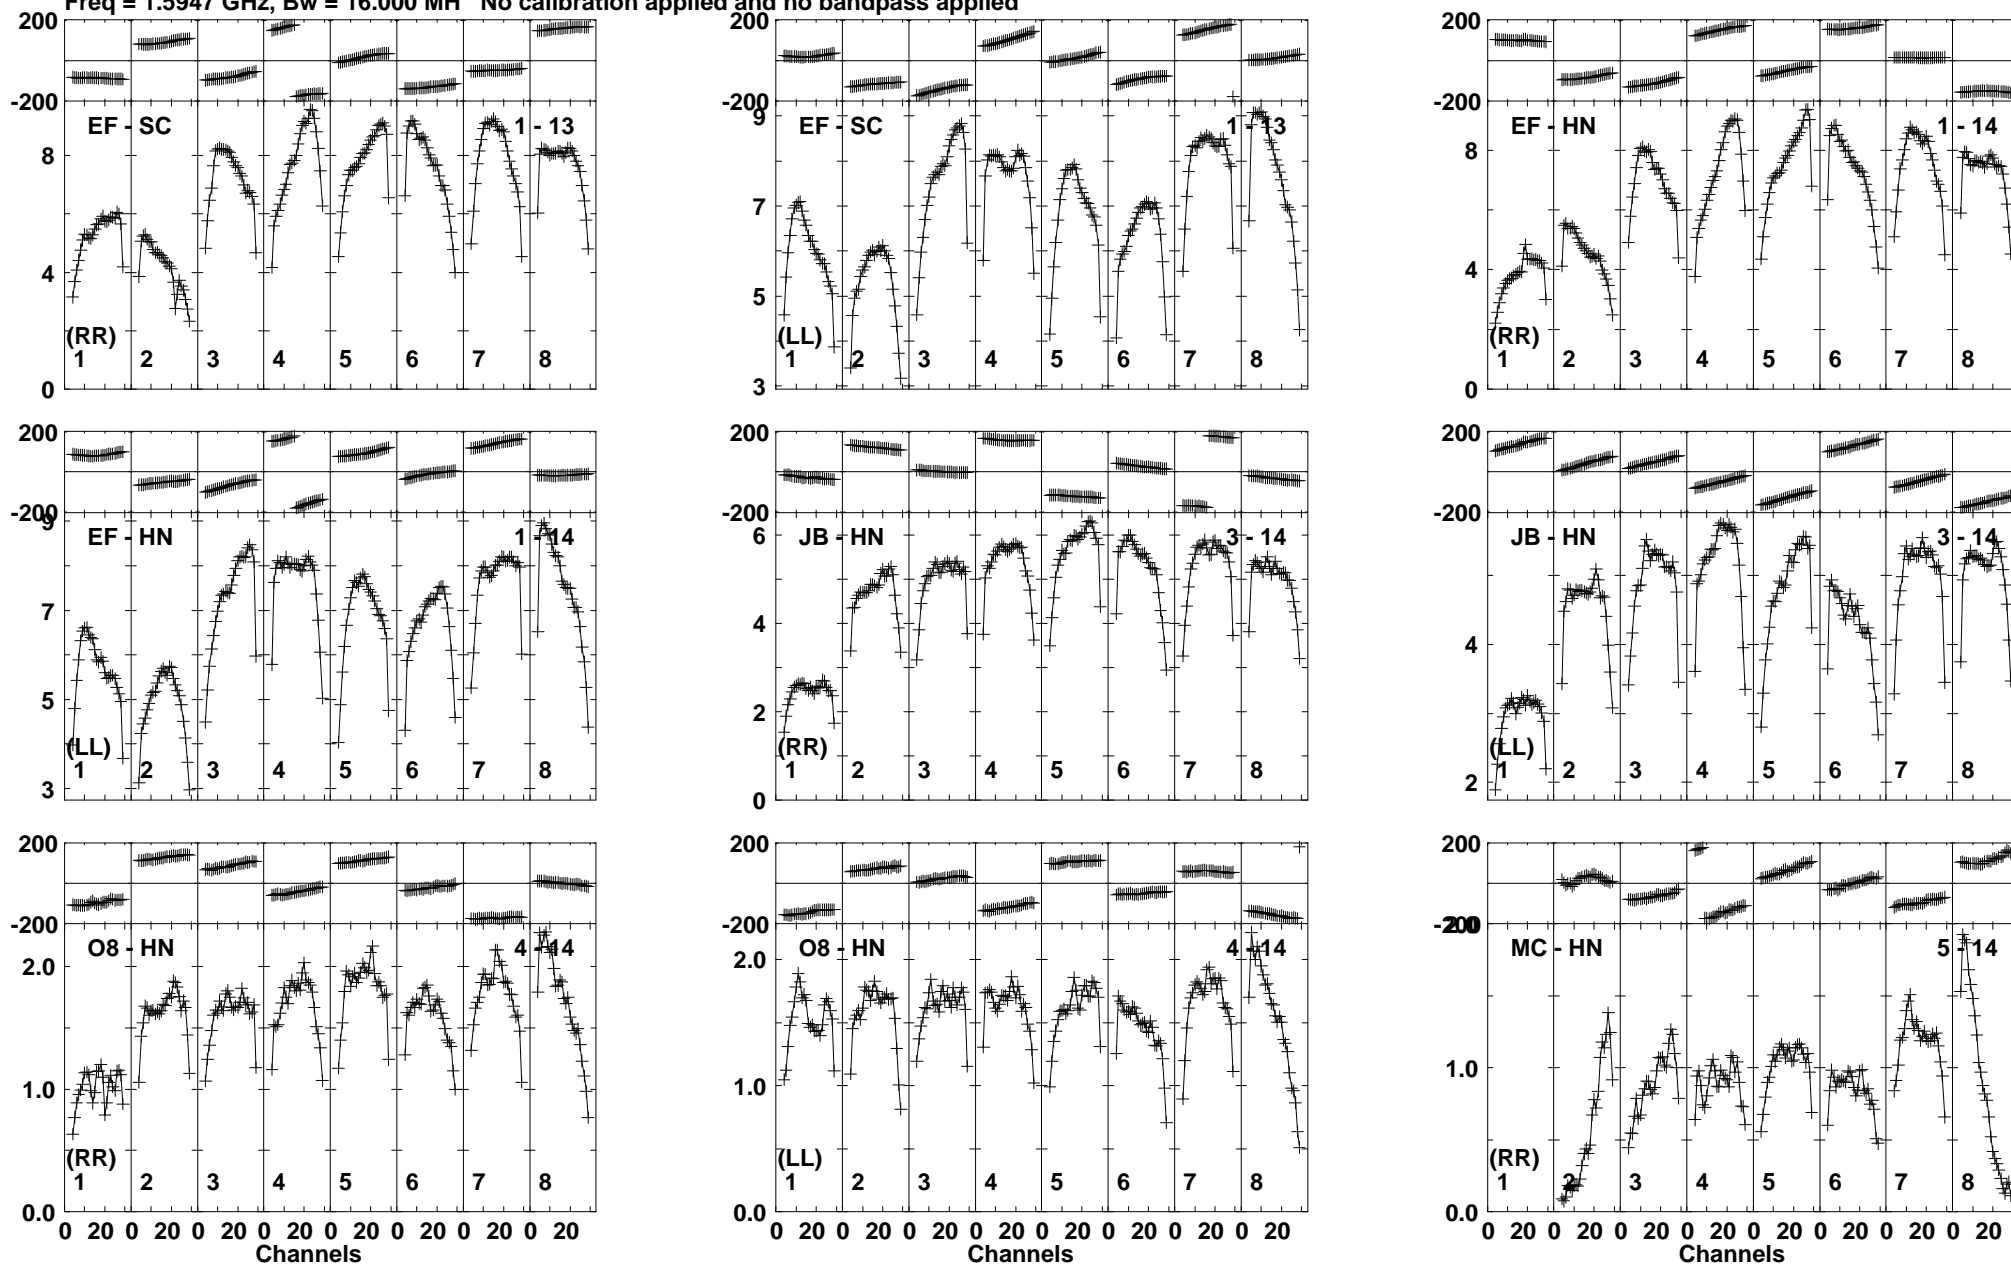 Freq = 1.5947 GHz, Bw = 16.000 MH No calibration applied and no bandpass applied
200 200 200
-200 -200 -200
EF - SC 1 - 13 EF - SC 1 - 13 EF - HN 1 - 14
8 4 0 9 7 5 3 8 4 0
(RR) (LL) (RR)
1 2 3 4 5 6 7 8 1 2 3 4 5 6 7 8 1 2 3 4 5 6 7 8
200 200 200
-200 -200 -200
EF - HN 1 - 14 JB - HN 3 - 14 JB - HN 3 - 14
9 7 5 3 6 4 2 0 4 2
(LL) (RR) (LL)
1 2 3 4 5 6 7 8 1 2 3 4 5 6 7 8 1 2 3 4 5 6 7 8
200 200 200
-200 -200 -200
O8 - HN 4 - 14 O8 - HN 4 - 14 MC - HN 5 - 14
2.0 1.0 0.0 2.0 1.0 0.0 2.0 1.0 0.0
(RR) (LL) (RR)
1 2 3 4 5 6 7 8 1 2 3 4 5 6 7 8 1 2 3 4 5 6 7 8
0 20 0 20 0 20 0 20 0 20 0 20 0 20 0 20 0 20 0 20 0 20 0 20 0 20 0 20 0 20 0 20 0 20 0 20 0 20 0 20 0 20 0 20 0 20 0 20
Channels Channels